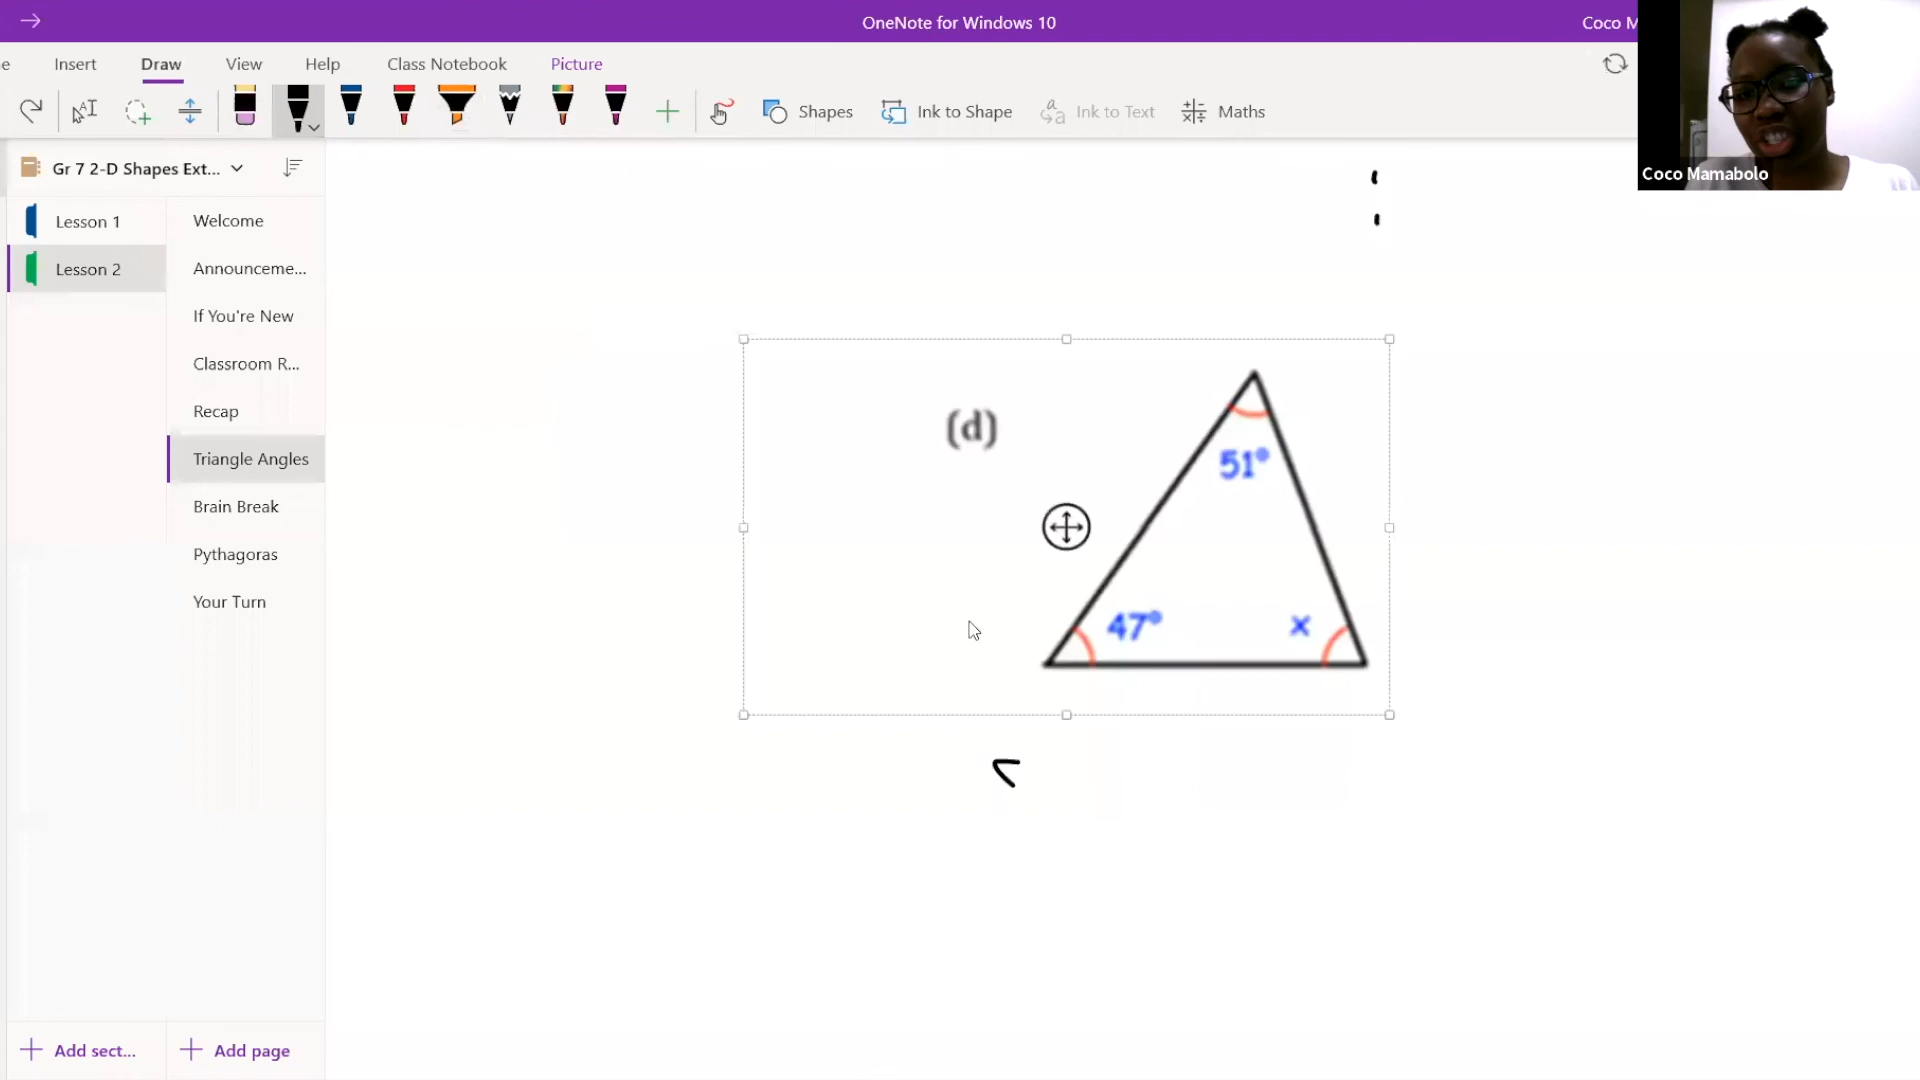 OneNote for Windows 10
Coco M
e
Insert
Draw
View
Help
Class Notebook
Picture
Shapes
Ink to Shape
Ink to Text
Maths
Coco Mamabolo
Gr 7 2-D Shapes Ext...
Lesson 1
Lesson 2
Welcome
Announceme...
If You're New
Classroom R...
Recap
Triangle Angles
Brain Break
Pythagoras
Your Turn
(d)
51°
47°
x
Add sect...
Add page